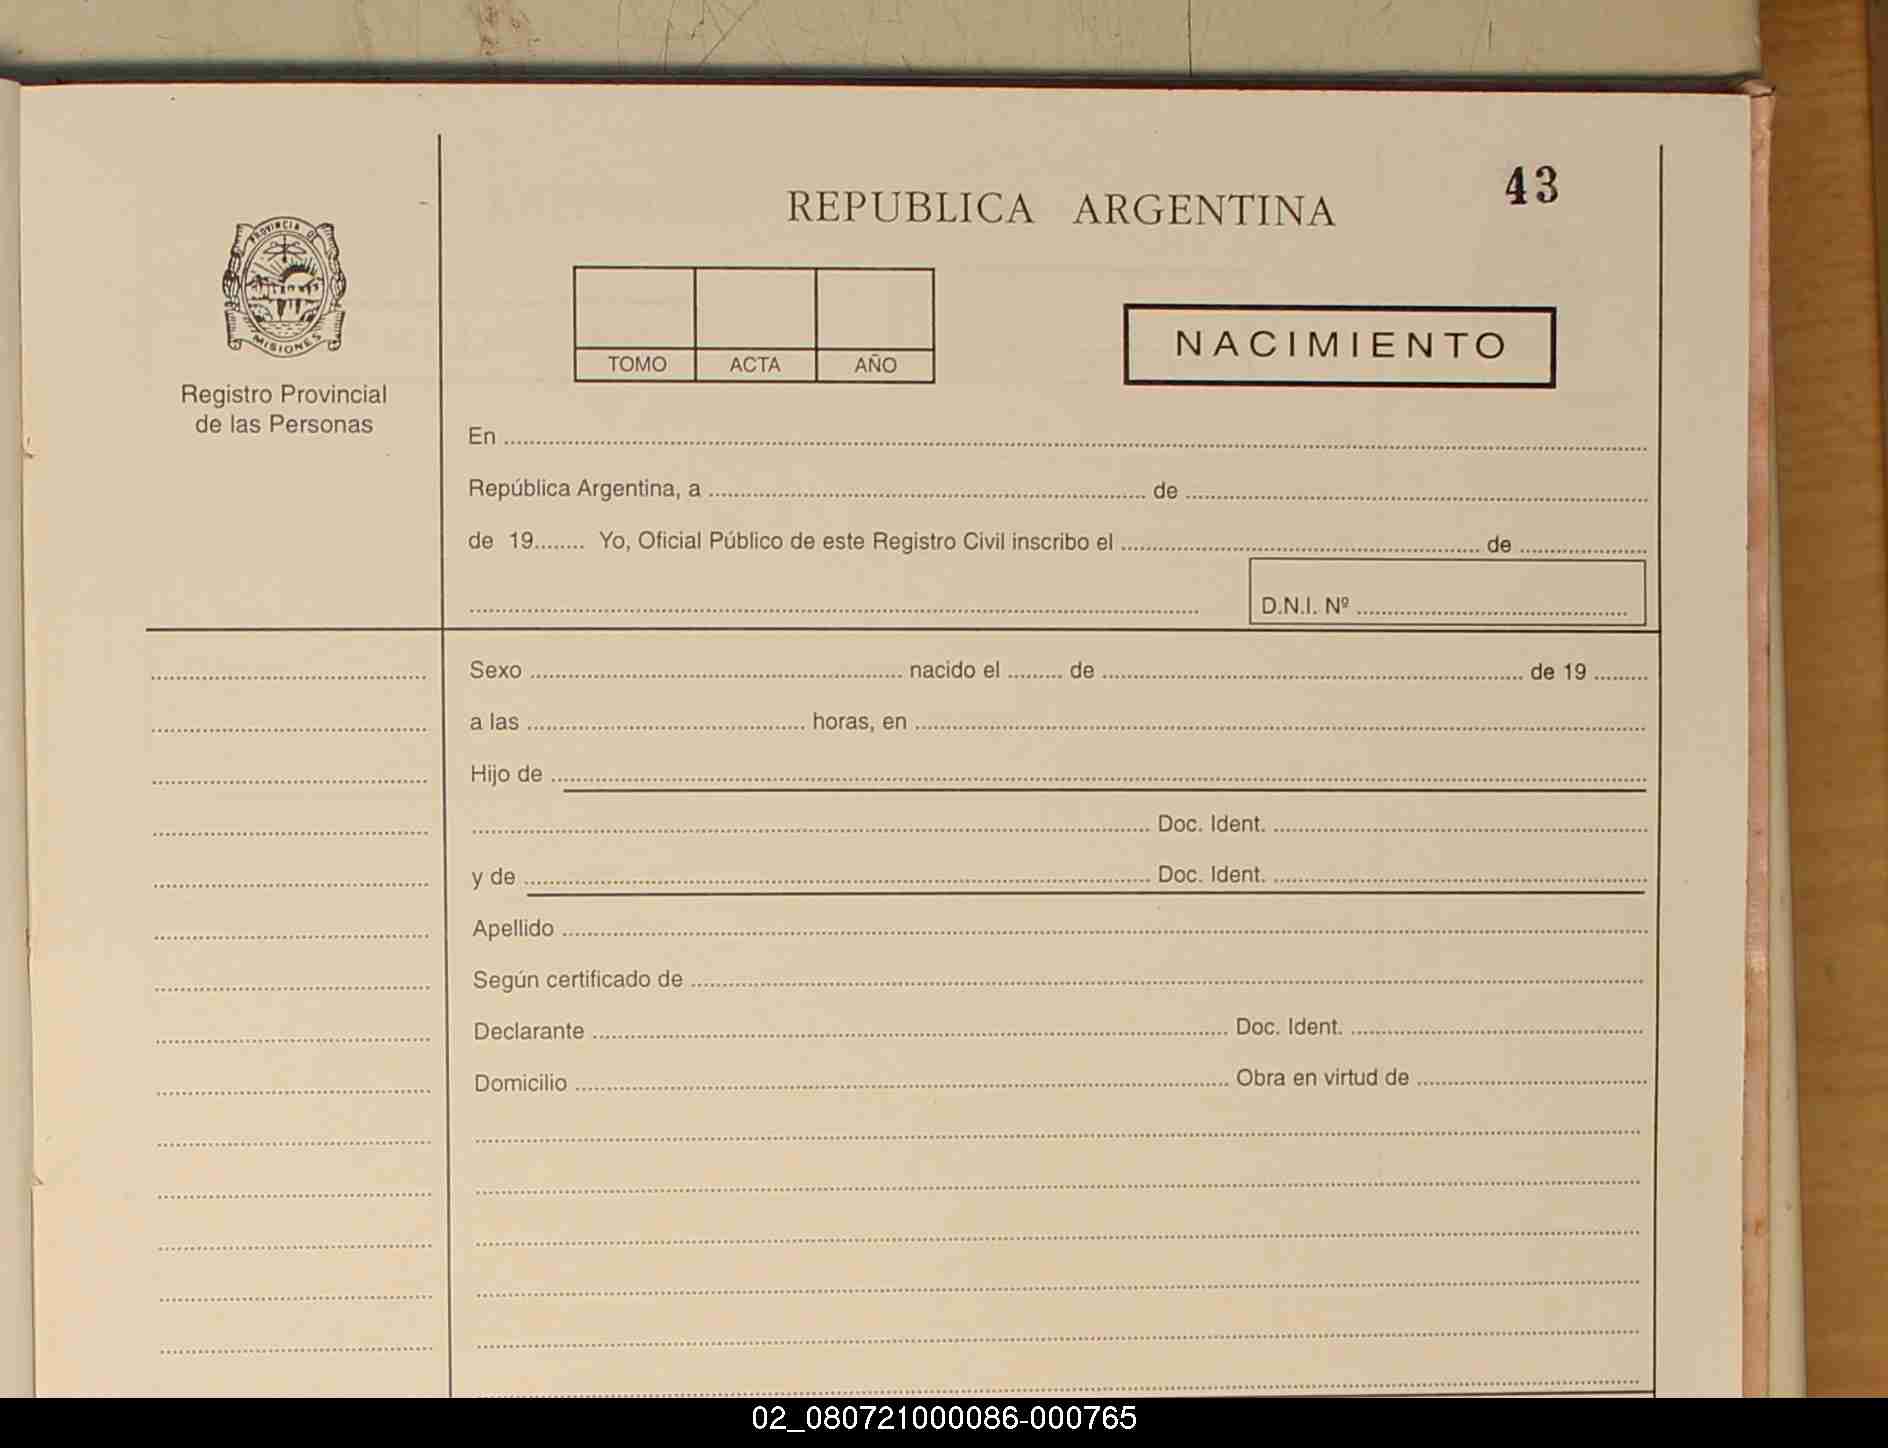 43
REPUBLICA ARGENTINA
PROVINCIA DE
MISIONES
Registro Provincial
de las Personas
TOMO ACTA AÑO
NACIMIENTO
En
República Argentina, a de
de 19 Yo, Oficial Público de este Registro Civil inscribo el de
D.N.I. Nº
Sexo nacido el de de 19
a las horas, en
Hijo de
Doc. Ident.
y de Doc. Ident.
Apellido
Según certificado de
Declarante Doc. Ident.
Domicilio Obra en virtud de
02_080721000086-000765